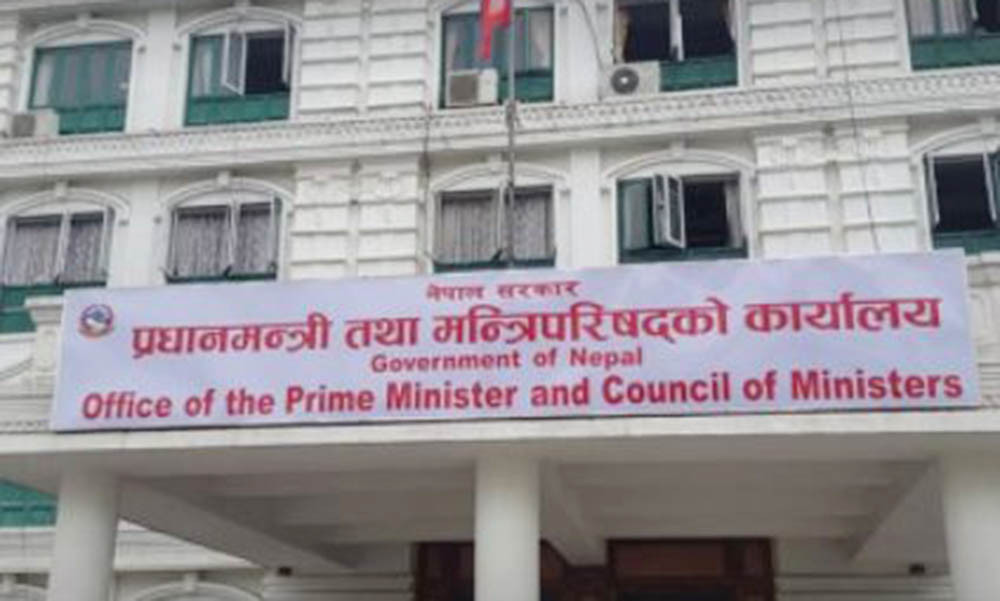 नेपाल सरकार
प्रधानमन्त्री तथा मन्त्रिपरिषद्को कार्यालय
Government of Nepal
Office of the Prime Minister and Council of Ministers